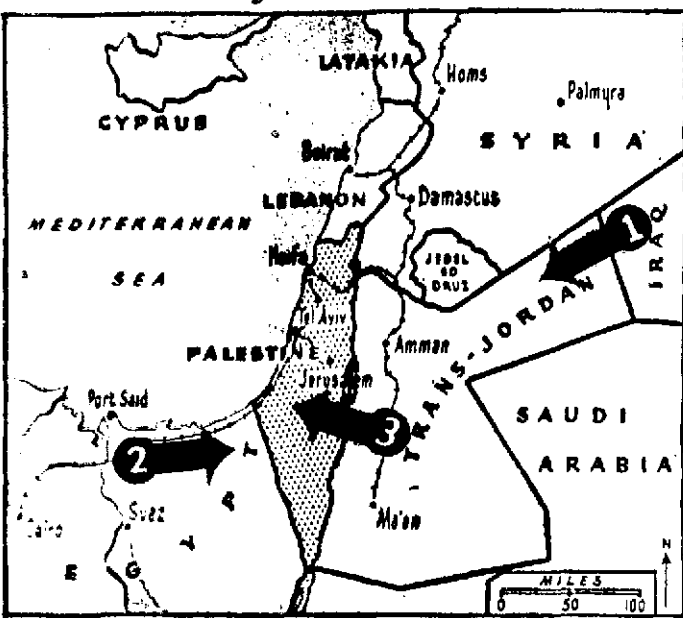 LATAKIA
Homs
Palmyra
CYPRUS
SYRIA
Beirut
LEBANON
Damascus
MEDITERRANEAN
SEA
1
IRAQ
Haifa
JEBEL
ED
DRUZ
Tel Aviv
TRANS-JORDAN
PALESTINE
Amman
Jerusalem
Port Said
SAUDI
ARABIA
2
3
Ma'an
Suez
Cairo
EGYPT
N
MILES
0 50 100